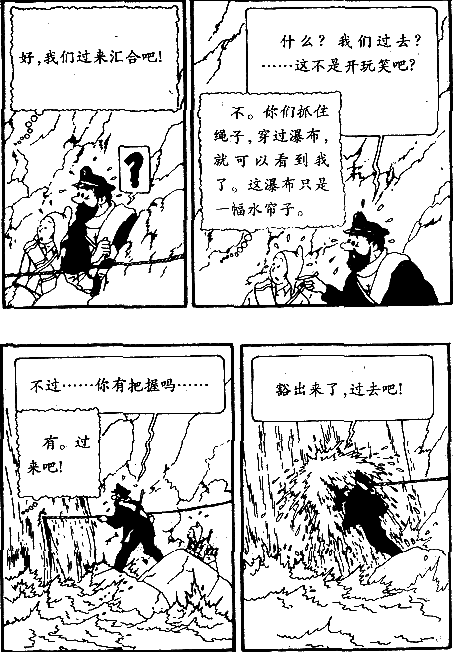 好,我们过来汇合吧!
?
什么? 我们过去?
……这不是开玩笑吧?
不。你们抓住
绳子,穿过瀑布,
就可以看到我
了。这瀑布只是
一幅水帘子。
不过……你有把握吗……
有。过
来吧!
豁出来了,过去吧!